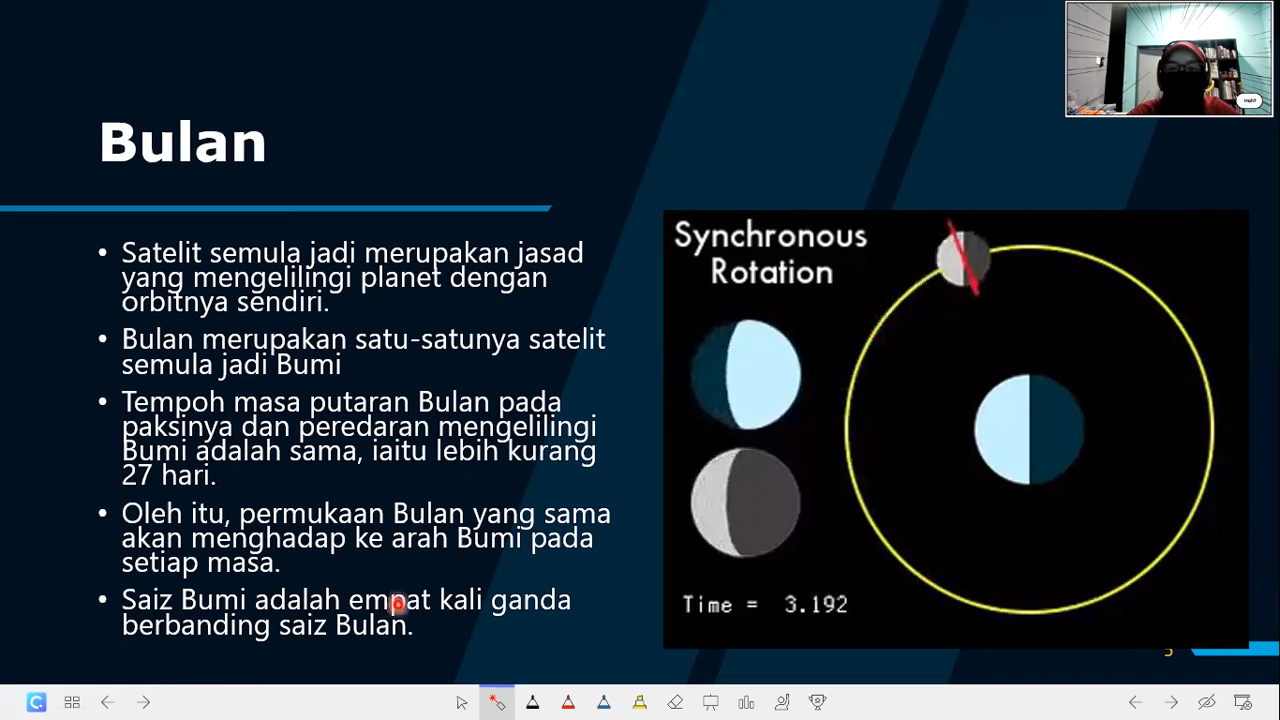 Bulan
• Satelit semula jadi merupakan jasad
yang mengelilingi planet dengan
orbitnya sendiri.
• Bulan merupakan satu-satunya satelit
semula jadi Bumi
• Tempoh masa putaran Bulan pada
paksinya dan peredaran mengelilingi
Bumi adalah sama, iaitu lebih kurang
27 hari.
• Oleh itu, permukaan Bulan yang sama
akan menghadap ke arah Bumi pada
setiap masa.
• Saiz Bumi adalah empat kali ganda
berbanding saiz Bulan.
Synchronous
Rotation
Time = 3.192
5
Huh?